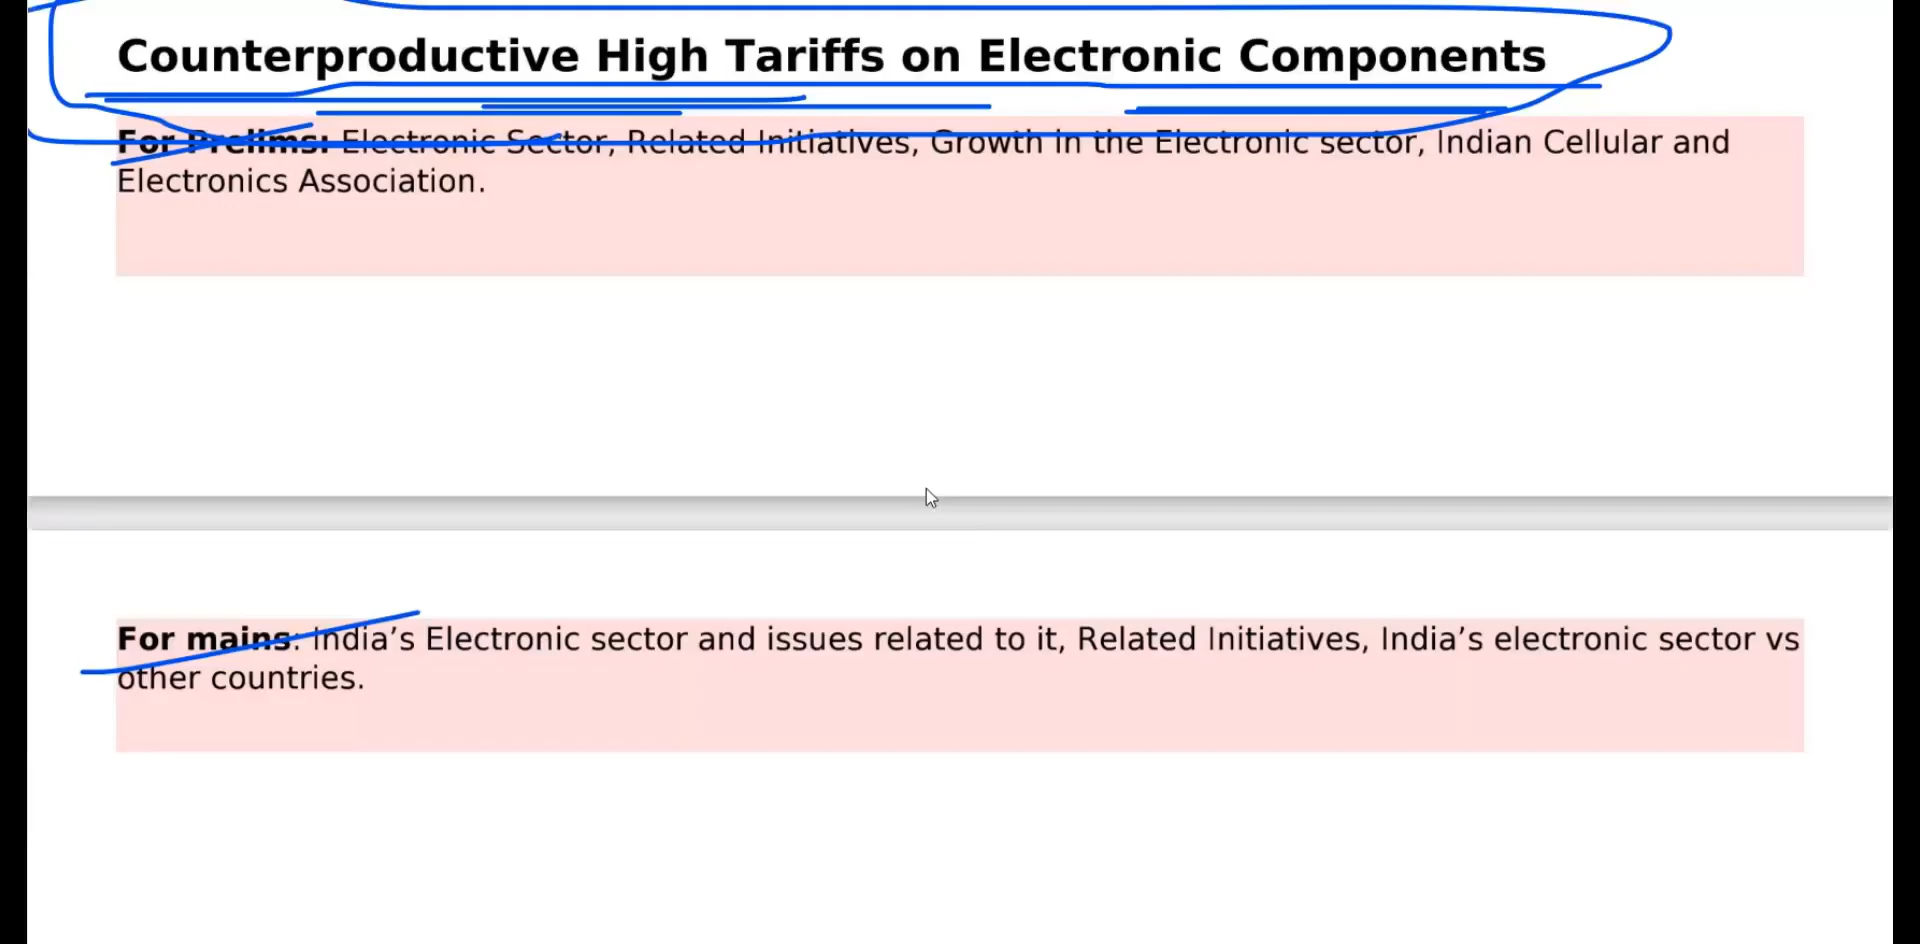 Counterproductive High Tariffs on Electronic Components
For Prelims: Electronic Sector, Related Initiatives, Growth in the Electronic sector, Indian Cellular and
Electronics Association.
For mains: India’s Electronic sector and issues related to it, Related Initiatives, India’s electronic sector vs
other countries.